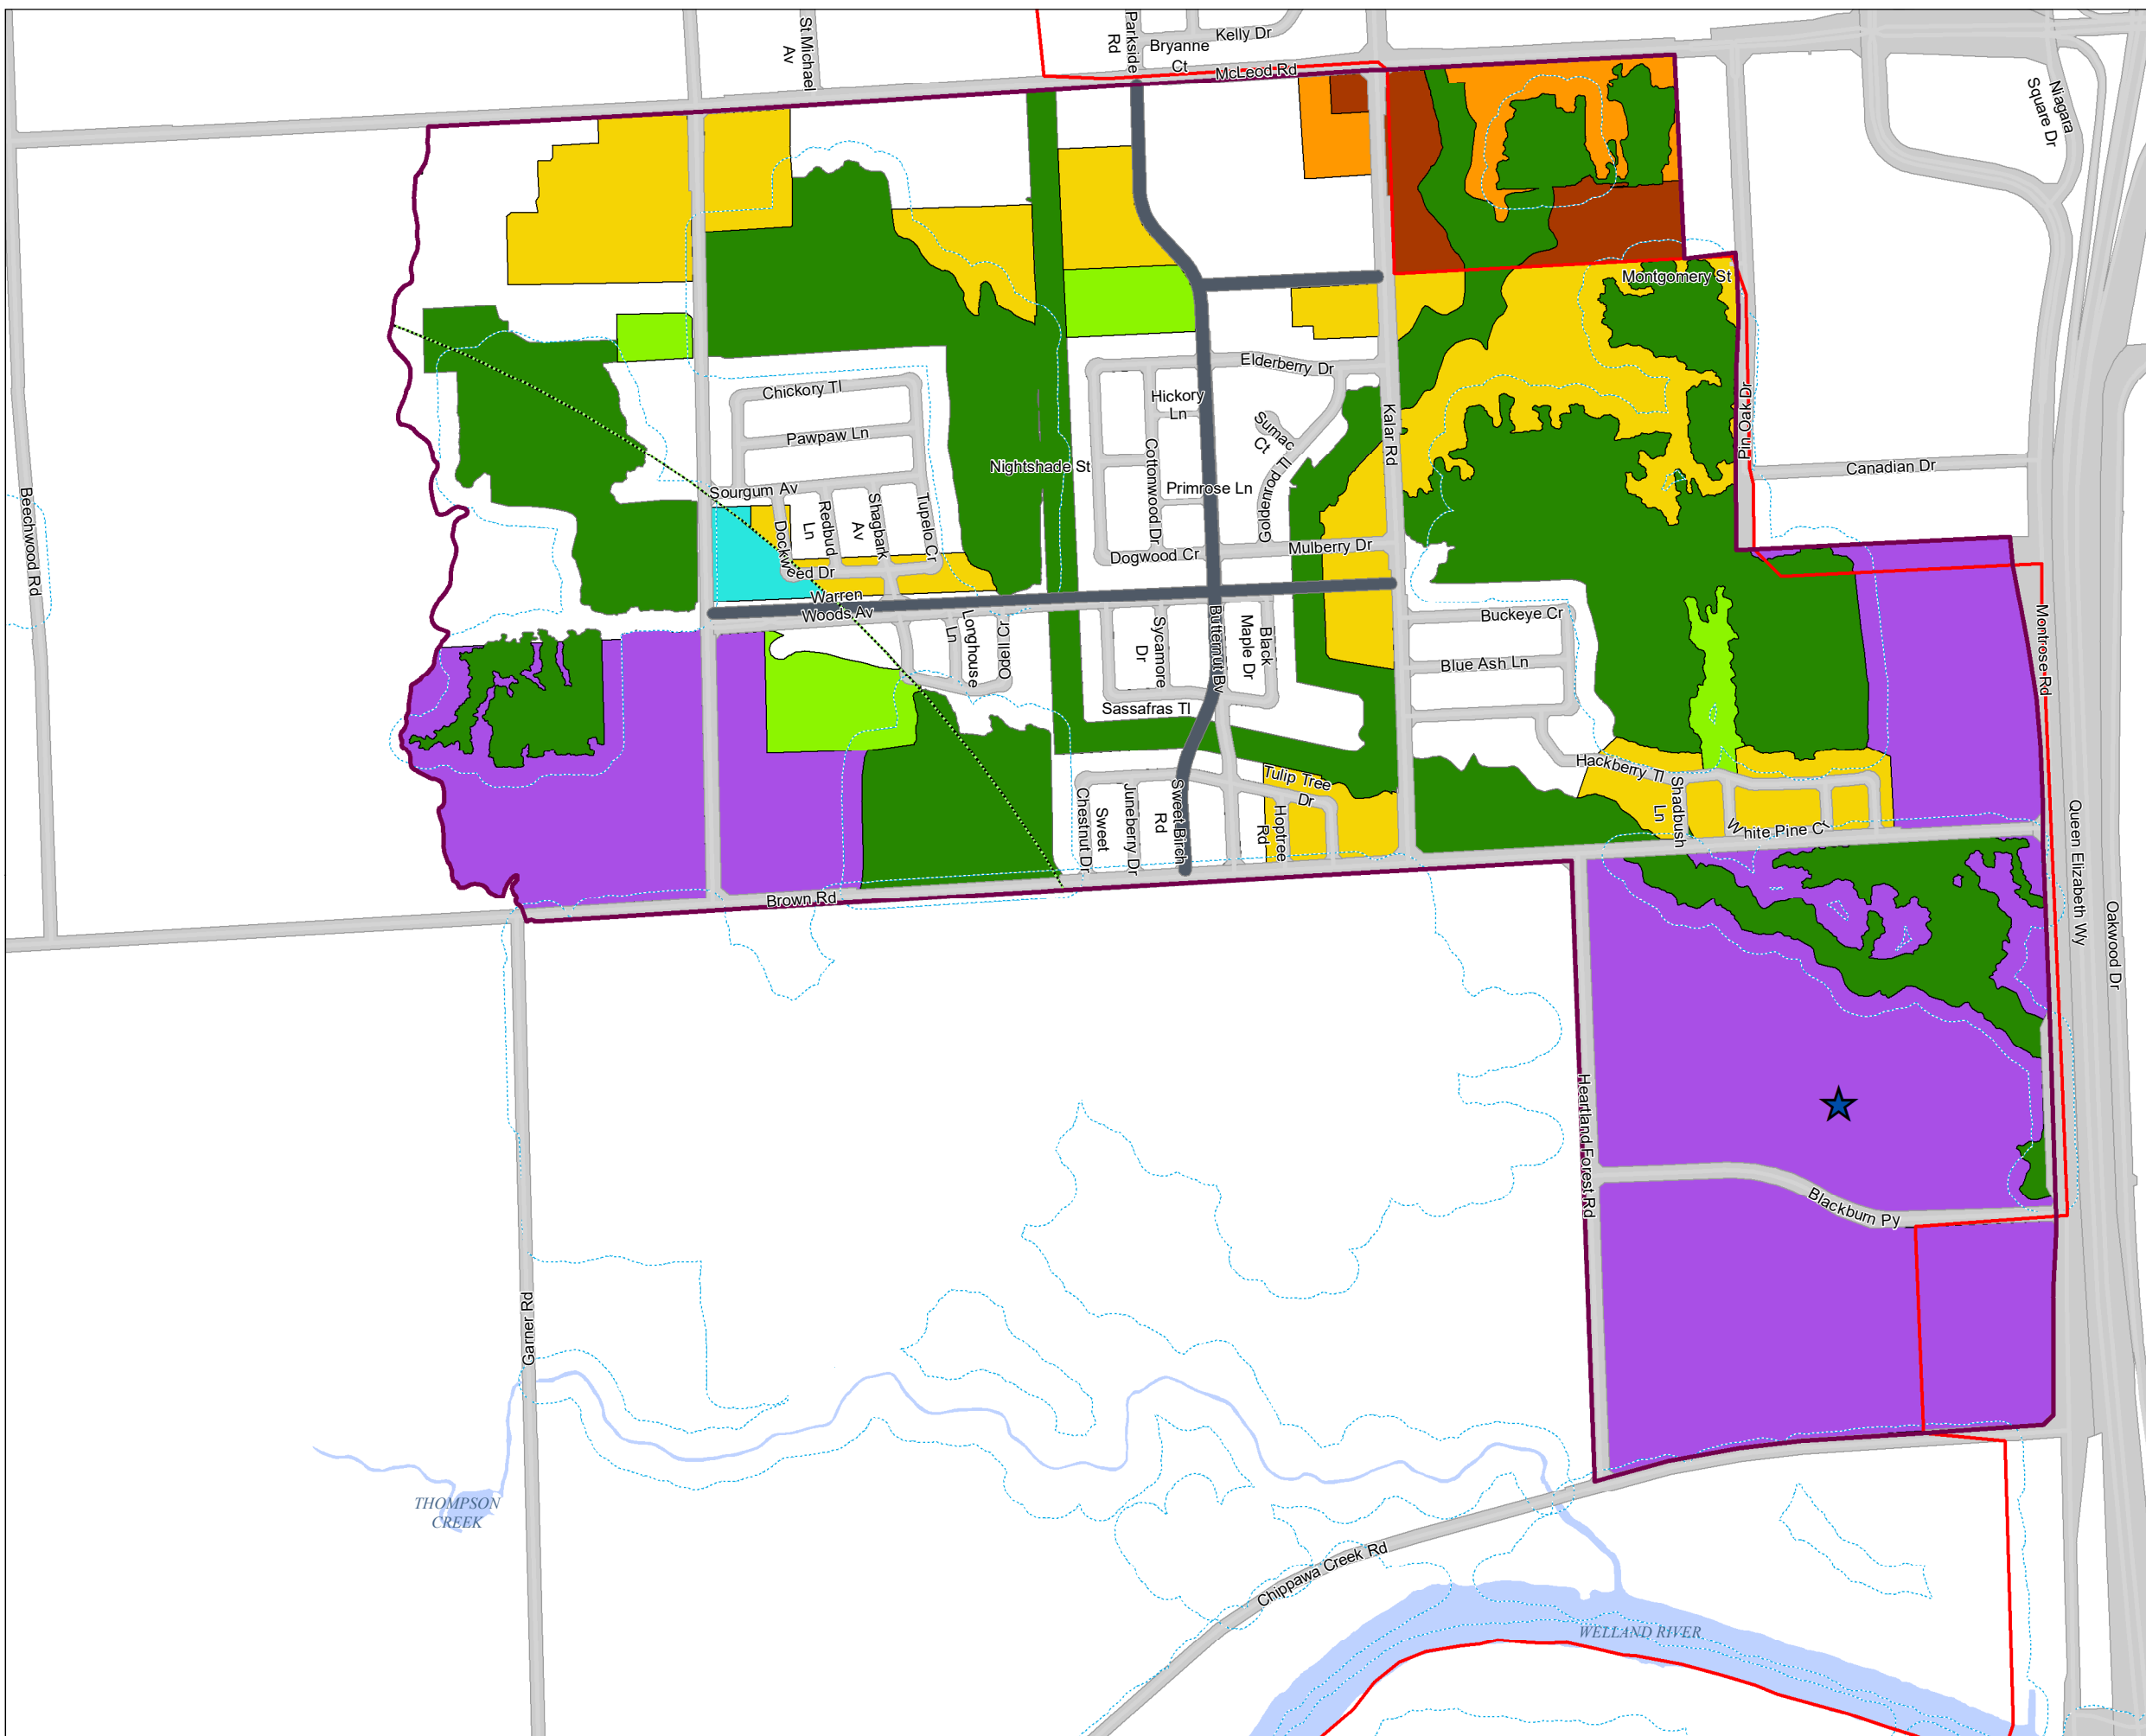 St.Michael
Av
Parkside
Rd
Bryanne
Ct
Kelly Dr
McLeod Rd
Niagara
Square Dr
Montgomery St
Elderberry Dr
Chickory Tl
Hickory
Ln
Pin Oak Dr
Kalar Rd
Pawpaw Ln
Sumac
Ct
Nightshade St
Cottonwood Dr
Canadian Dr
Sourgum Av
Primrose Ln
Goldenrod Tl
Beechwood Rd
Dockweed Dr
Redbud
Ln
Shagbark
Av
Tupelo Cr
Dogwood Cr
Mulberry Dr
Warren
Woods Av
Longhouse
Ln
Odell Cr
Sycamore
Dr
Butternut Bv
Black
Maple Dr
Buckeye Cr
Blue Ash Ln
Montrose Rd
Sassafras Tl
Hackberry Tl
Tulip Tree
Dr
Chestnut Dr
Sweet
Juneberry Dr
Sweet Birch
Rd
Hoptree
Rd
Shadbush
Ln
White Pine Cr
Queen Elizabeth Wy
Oakwood Dr
Brown Rd
Heartland Forest Rd
Blackburn Py
Garner Rd
THOMPSON
CREEK
Chippawa Creek Rd
WELLAND RIVER